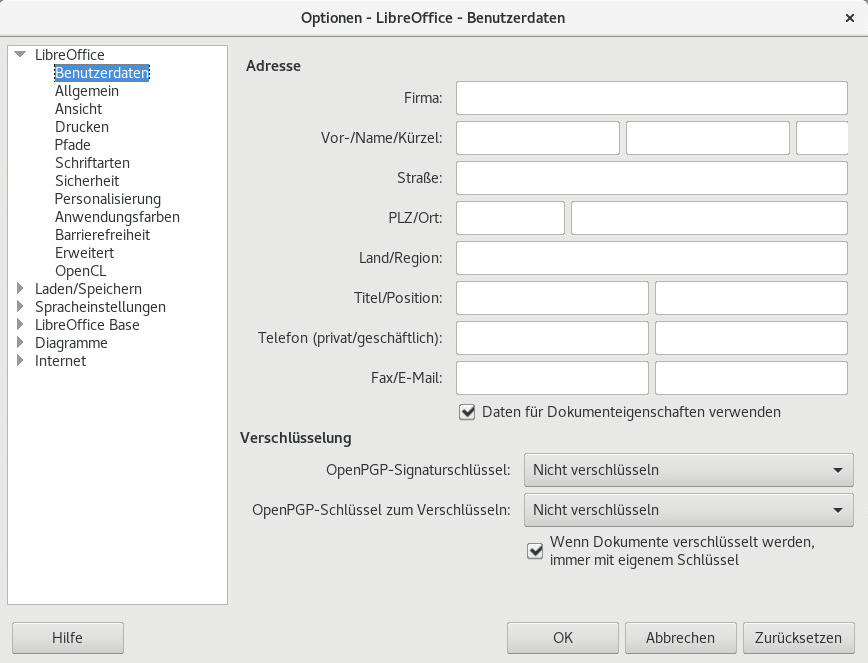 Optionen - LibreOffice - Benutzerdaten
LibreOffice
Benutzerdaten
Allgemein
Ansicht
Drucken
Pfade
Schriftarten
Sicherheit
Personalisierung
Anwendungsfarben
Barrierefreiheit
Erweitert
OpenCL
Laden/Speichern
Spracheinstellungen
LibreOffice Base
Diagramme
Internet
Adresse
Firma:
Vor-/Name/Kürzel:
Straße:
PLZ/Ort:
Land/Region:
Titel/Position:
Telefon (privat/geschäftlich):
Fax/E-Mail:
Daten für Dokumenteigenschaften verwenden
Verschlüsselung
OpenPGP-Signaturschlüssel: Nicht verschlüsseln
OpenPGP-Schlüssel zum Verschlüsseln: Nicht verschlüsseln
Wenn Dokumente verschlüsselt werden,
immer mit eigenem Schlüssel
Hilfe OK Abbrechen Zurücksetzen